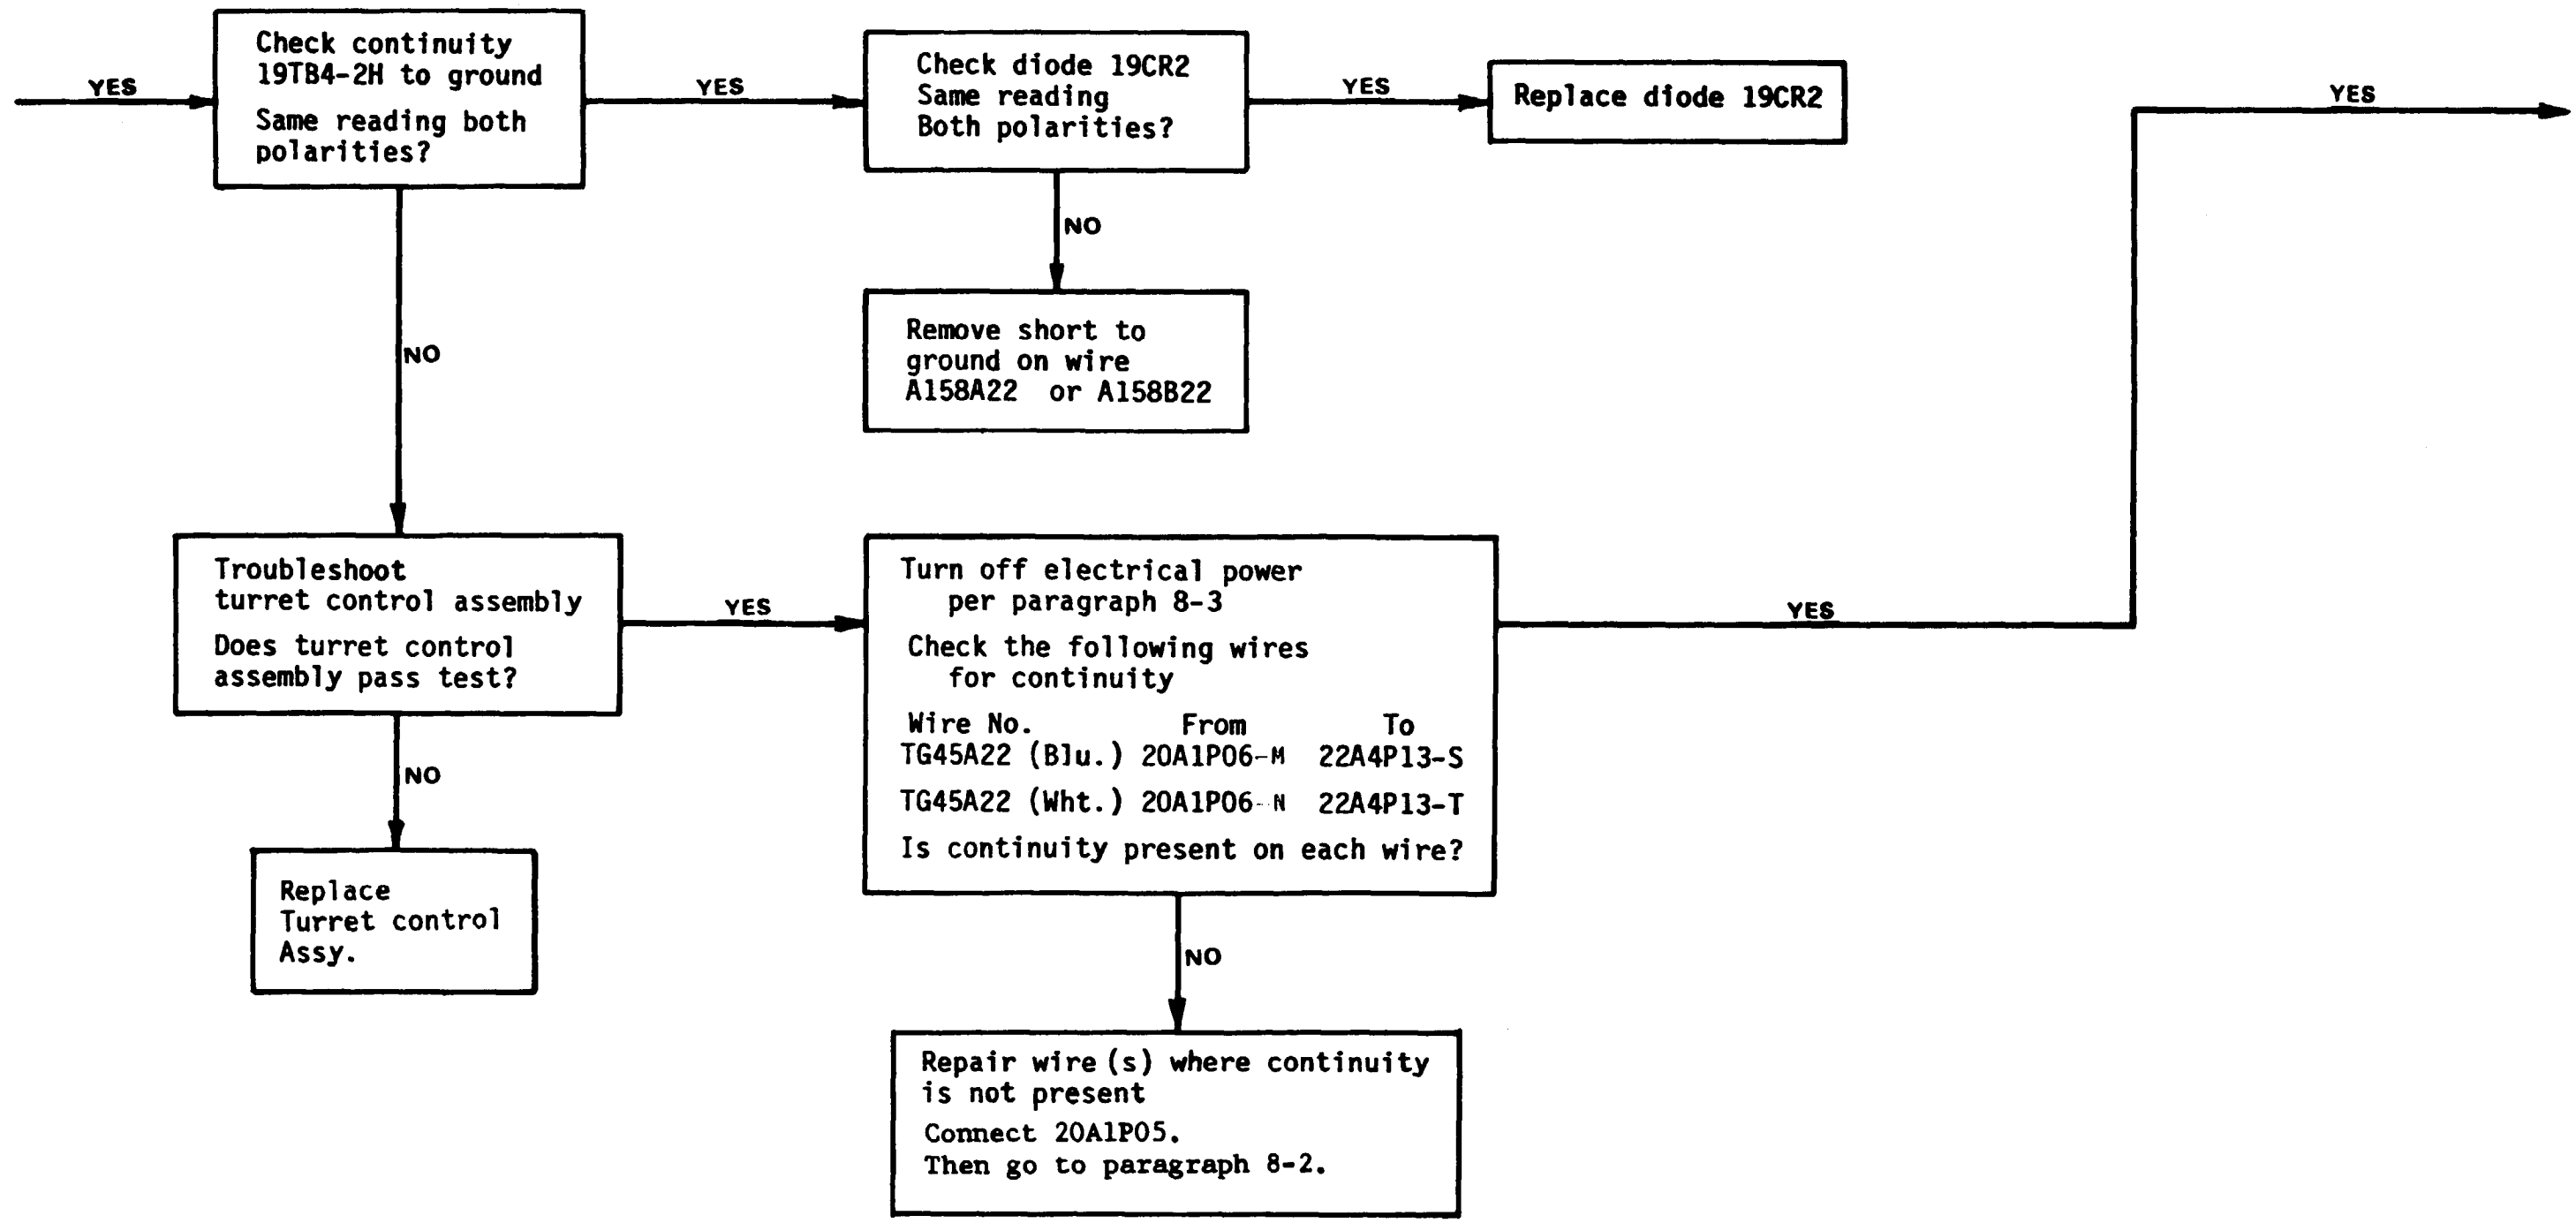 YES
Check continuity
19TB4-2H to ground
Same reading both
polarities?
YES
Check diode 19CR2
Same reading
Both polarities?
YES
Replace diode 19CR2
YES
NO
Remove short to
ground on wire
A158A22 or A158B22
NO
Troubleshoot
turret control assembly
Does turret control
assembly pass test?
YES
Turn off electrical power
per paragraph 8-3
Check the following wires
for continuity
Wire No. From To
TG45A22 (Blu.) 20A1P06-M 22A4P13-S
TG45A22 (Wht.) 20A1P06-N 22A4P13-T
Is continuity present on each wire?
YES
NO
Replace
Turret control
Assy.
NO
Repair wire(s) where continuity
is not present
Connect 20A1P05.
Then go to paragraph 8-2.